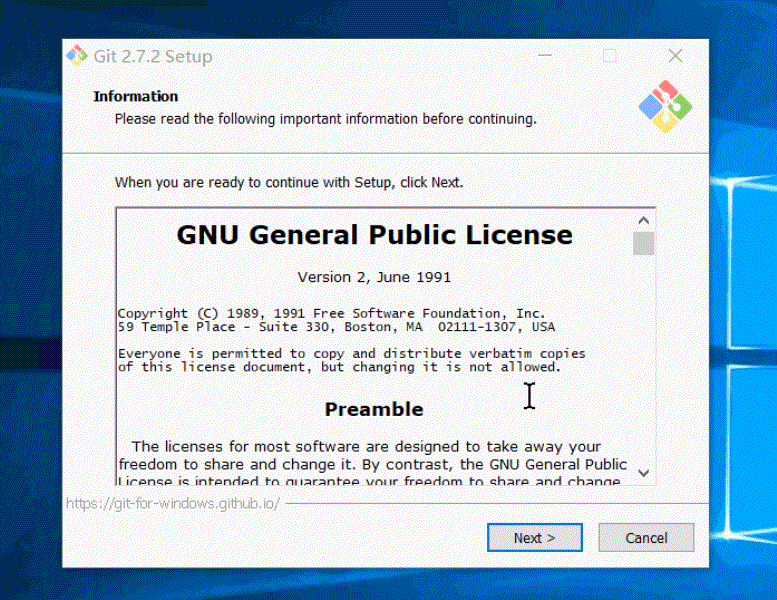 Git 2.7.2 Setup
Information
Please read the following important information before continuing.
When you are ready to continue with Setup, click Next.
GNU General Public License
Version 2, June 1991
Copyright (C) 1989, 1991 Free Software Foundation, Inc.
59 Temple Place - Suite 330, Boston, MA  02111-1307, USA
Everyone is permitted to copy and distribute verbatim copies
of this license document, but changing it is not allowed.
Preamble
The licenses for most software are designed to take away your
freedom to share and change it. By contrast, the GNU General Public
License is intended to guarantee your freedom to share and change
https://git-for-windows.github.io/
Next >
Cancel